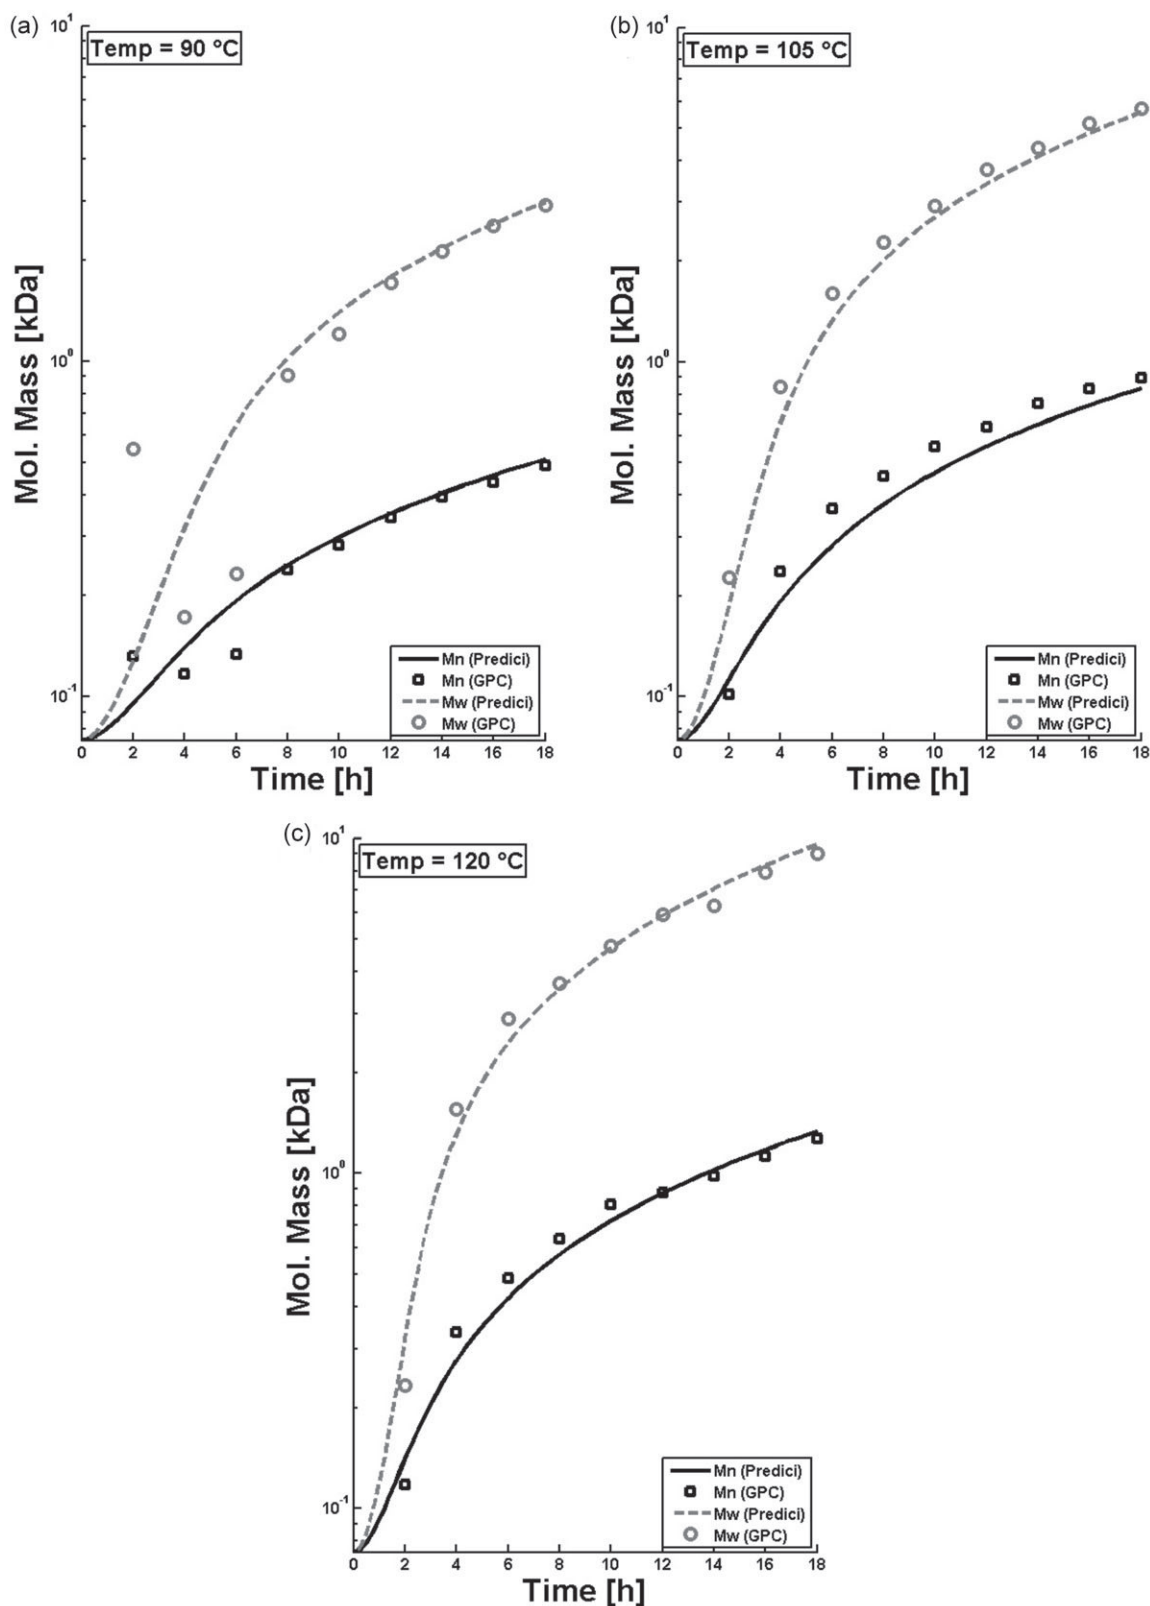 (a)
Temp = 90 °C
10¹
10⁰
10⁻¹
Mol. Mass [kDa]
0 2 4 6 8 10 12 14 16 18
Time [h]
Mn (Predici)
Mn (GPC)
Mw (Predici)
Mw (GPC)
(b)
Temp = 105 °C
10¹
10⁰
10⁻¹
Mol. Mass [kDa]
0 2 4 6 8 10 12 14 16 18
Time [h]
Mn (Predici)
Mn (GPC)
Mw (Predici)
Mw (GPC)
(c)
Temp = 120 °C
10¹
10⁰
10⁻¹
Mol. Mass [kDa]
0 2 4 6 8 10 12 14 16 18
Time [h]
Mn (Predici)
Mn (GPC)
Mw (Predici)
Mw (GPC)